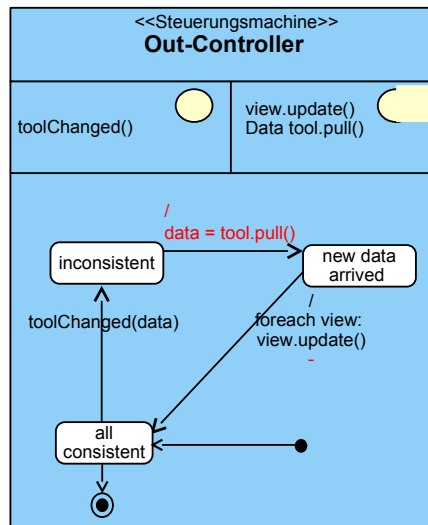 <<Steuerungsmachine>>
Out-Controller
toolChanged()
view.update()
Data tool.pull()
/
data = tool.pull()
inconsistent
new data
arrived
toolChanged(data)
/
foreach view:
view.update()
-
all
consistent